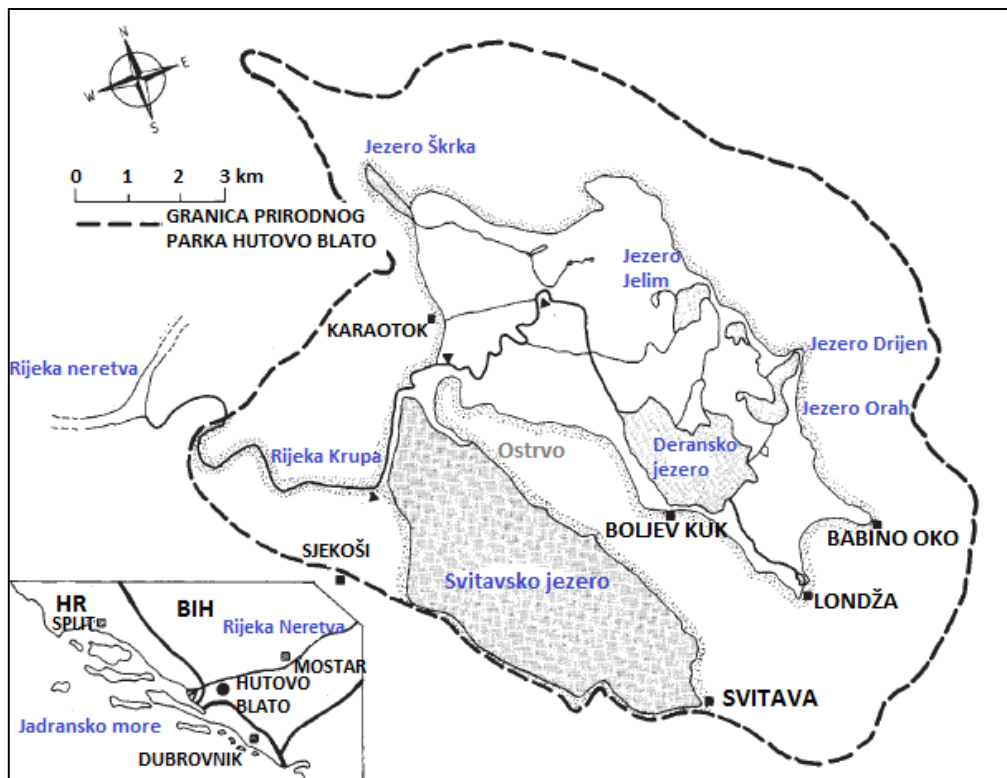 N
E
W
S
0 1 2 3 km
GRANICA PRIRODNOG
PARKA HUTOVO BLATO
Jezero Škrka
Jezero
Jelim
KARAOTOK
Jezero Drijen
Rijeka neretva
Jezero Orah
Ostrvo
Deransko
jezero
Rijeka Krupa
BOLJEV KUK
BABINO OKO
SJEKOŠI
Svitavsko jezero
LONDŽA
SVITAVA
HR
BIH
SPLIT
Rijeka Neretva
MOSTAR
HUTOVO
BLATO
Jadransko more
DUBROVNIK